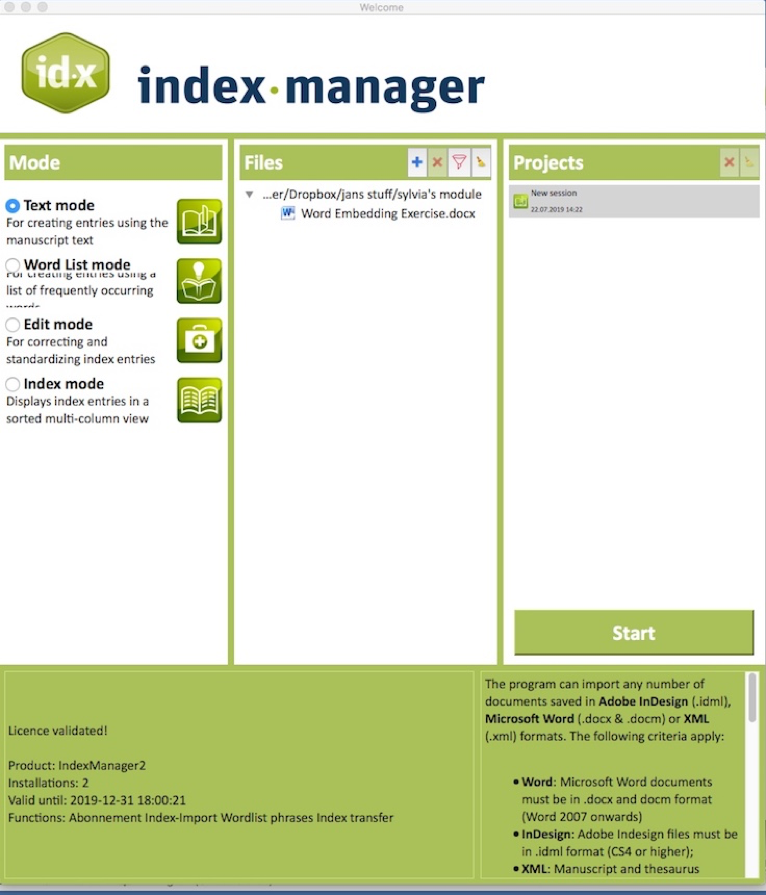 Welcome
id·x
index·manager
Mode
Text mode
For creating entries using the
manuscript text
Word List mode
For creating entries using a
list of frequently occurring
words
Edit mode
For correcting and
standardizing index entries
Index mode
Displays index entries in a
sorted multi-column view
Files
...er/Dropbox/jans stuff/sylvia's module
Word Embedding Exercise.docx
Projects
New session
22.07.2019 14:22
Start
Licence validated!
Product: IndexManager2
Installations: 2
Valid until: 2019-12-31 18:00:21
Functions: Abonnement Index-Import Wordlist phrases Index transfer
The program can import any number of
documents saved in Adobe InDesign (.idml),
Microsoft Word (.docx & .docm) or XML
(.xml) formats. The following criteria apply:
• Word: Microsoft Word documents
must be in .docx and docm format
(Word 2007 onwards)
• InDesign: Adobe Indesign files must be
in .idml format (CS4 or higher);
• XML: Manuscript and thesaurus